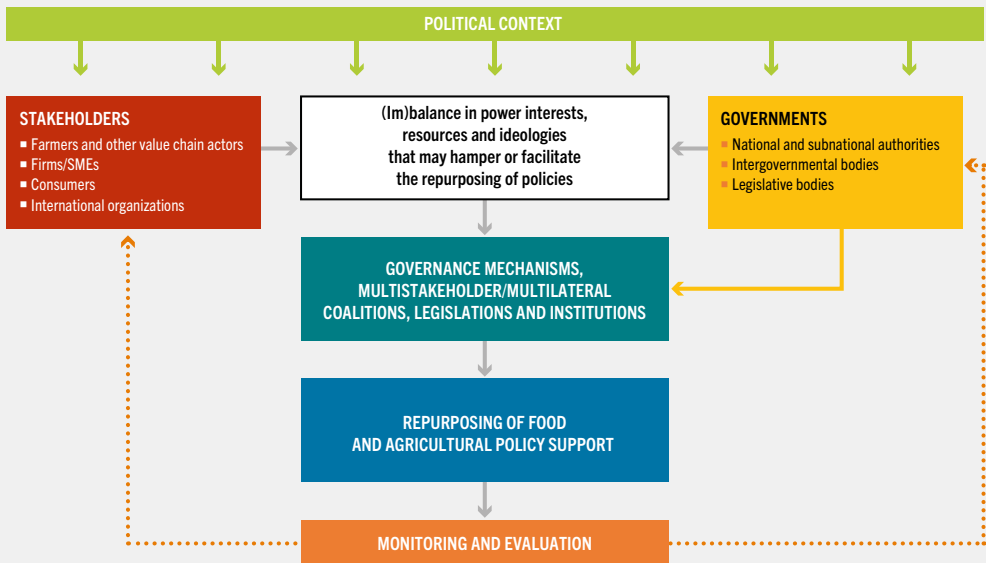 POLITICAL CONTEXT
STAKEHOLDERS
▪ Farmers and other value chain actors
▪ Firms/SMEs
▪ Consumers
▪ International organizations
(Im)balance in power interests,
resources and ideologies
that may hamper or facilitate
the repurposing of policies
GOVERNMENTS
▪ National and subnational authorities
▪ Intergovernmental bodies
▪ Legislative bodies
GOVERNANCE MECHANISMS,
MULTISTAKEHOLDER/MULTILATERAL
COALITIONS, LEGISLATIONS AND INSTITUTIONS
REPURPOSING OF FOOD
AND AGRICULTURAL POLICY SUPPORT
MONITORING AND EVALUATION